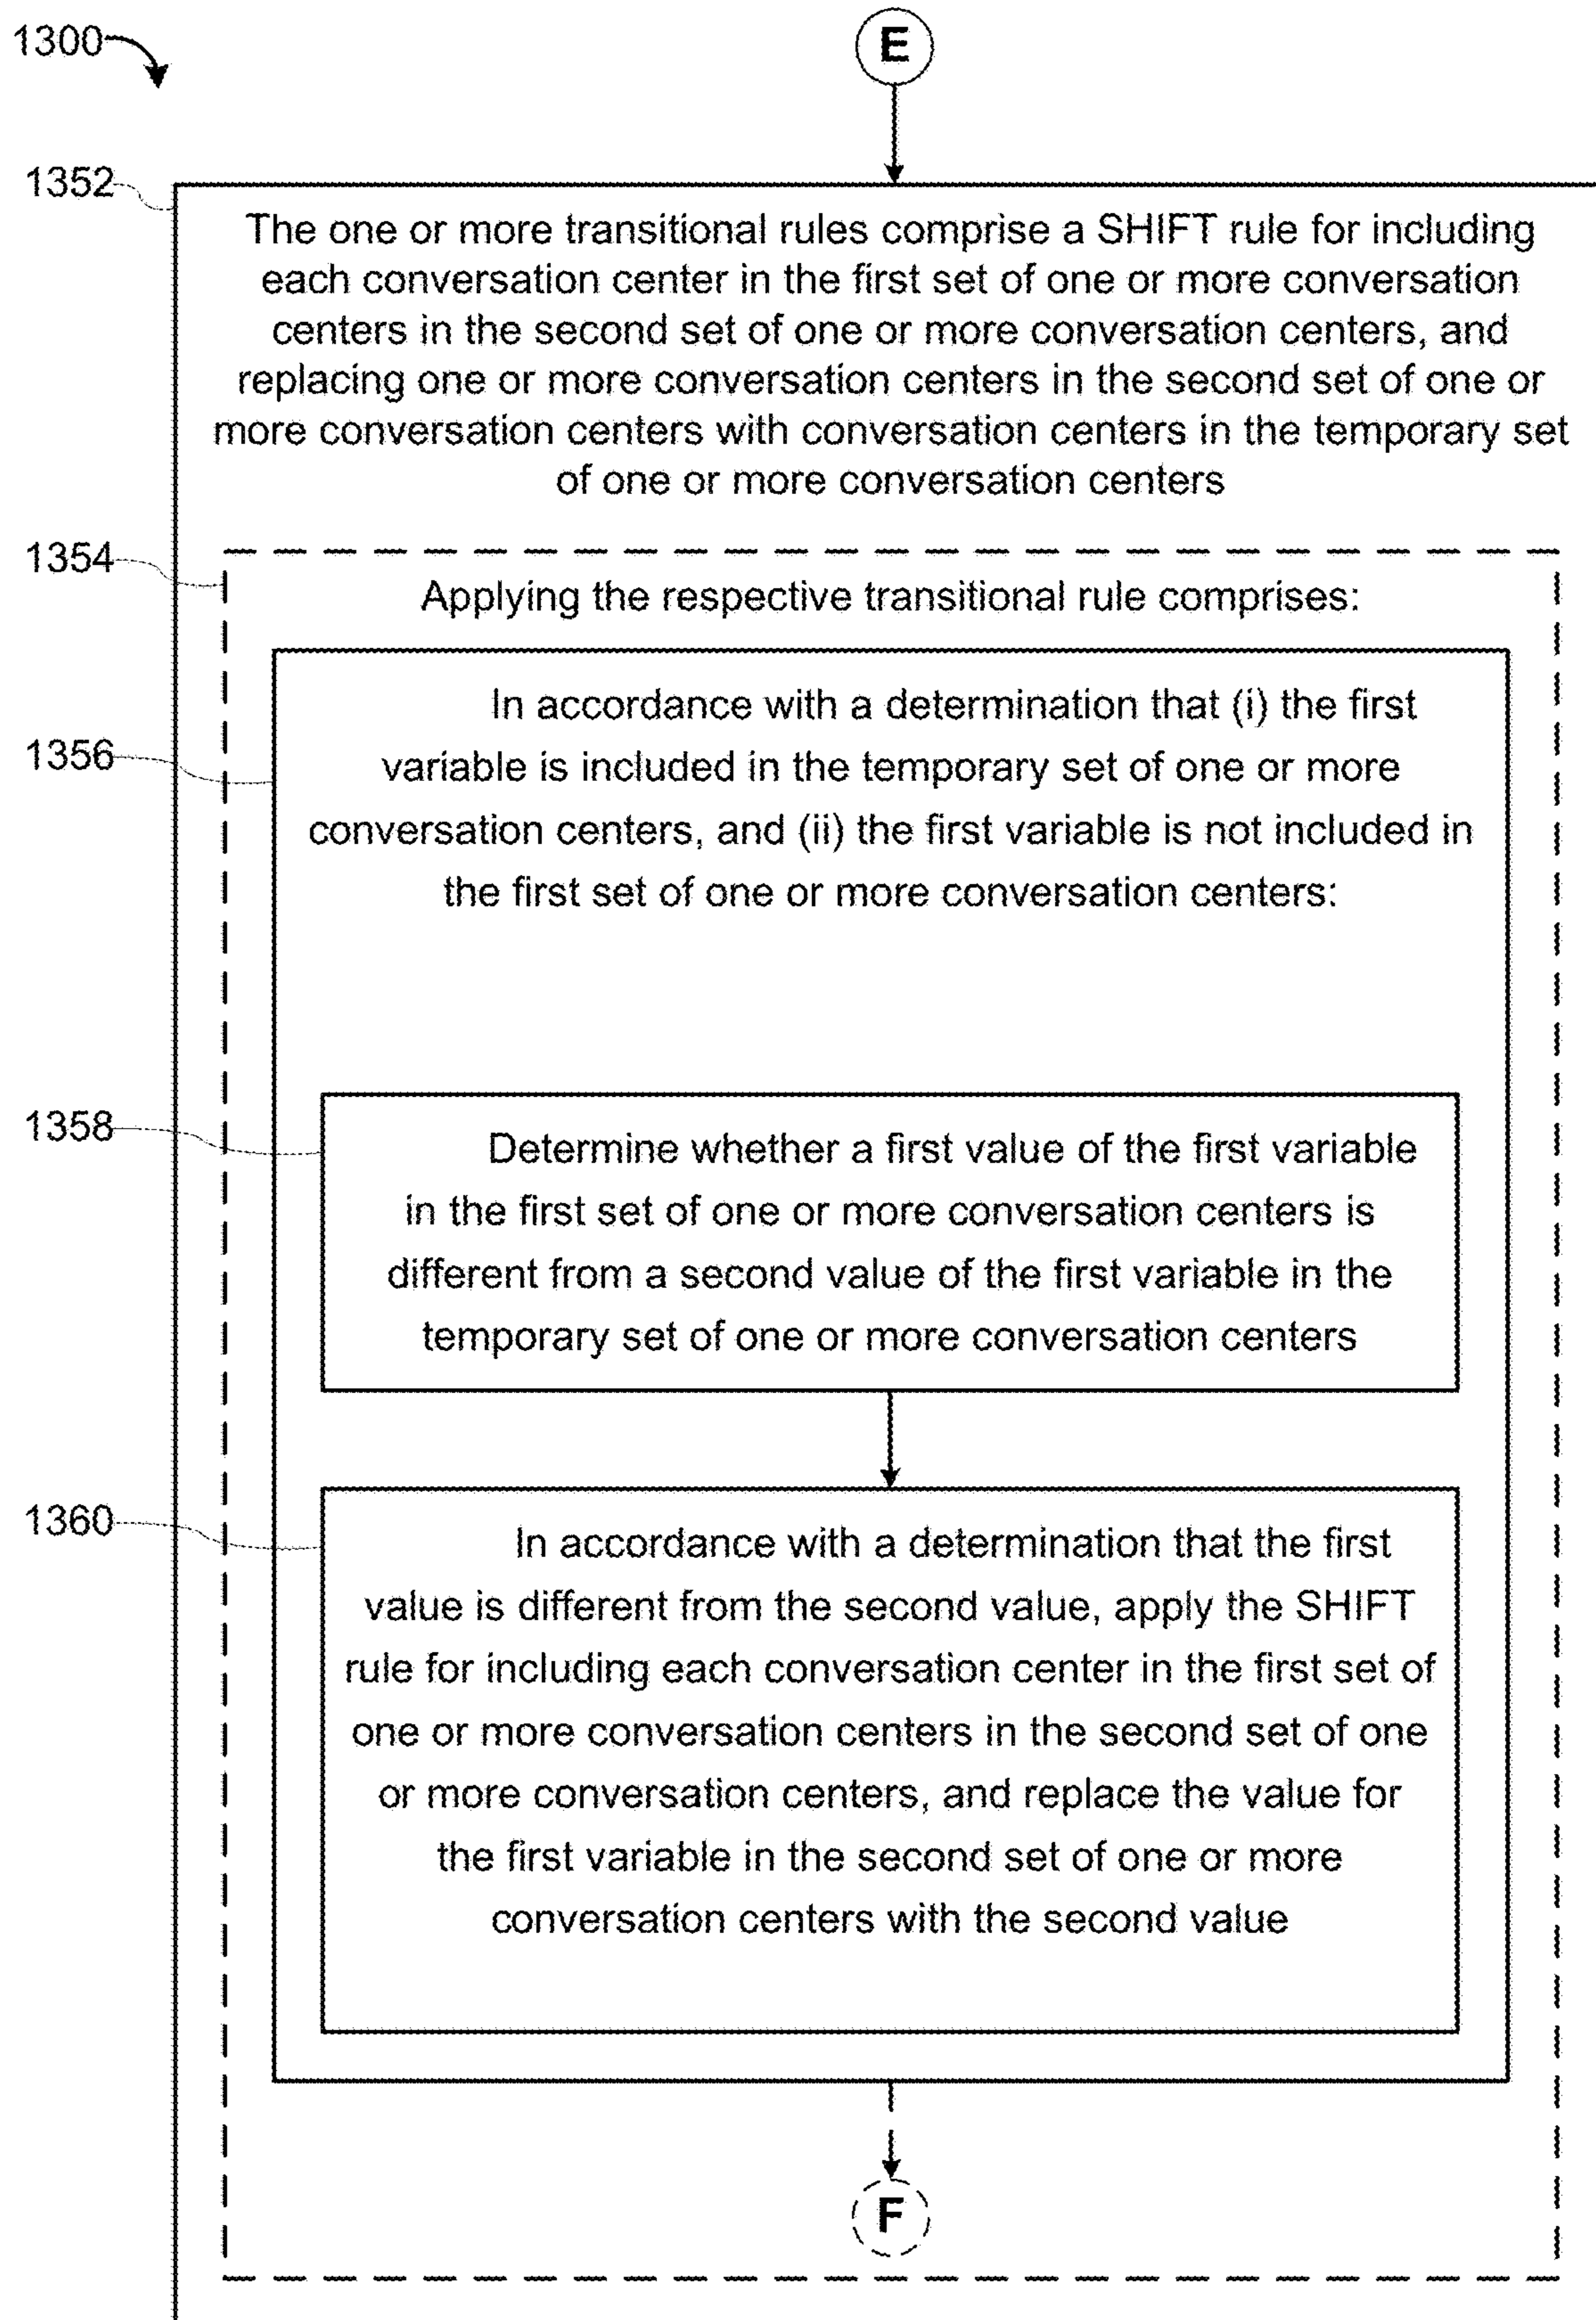 1300
E
1352
The one or more transitional rules comprise a SHIFT rule for including
each conversation center in the first set of one or more conversation
centers in the second set of one or more conversation centers, and
replacing one or more conversation centers in the second set of one or
more conversation centers with conversation centers in the temporary set
of one or more conversation centers
1354
Applying the respective transitional rule comprises:
1356
In accordance with a determination that (i) the first
variable is included in the temporary set of one or more
conversation centers, and (ii) the first variable is not included in
the first set of one or more conversation centers:
1358
Determine whether a first value of the first variable
in the first set of one or more conversation centers is
different from a second value of the first variable in the
temporary set of one or more conversation centers
1360
In accordance with a determination that the first
value is different from the second value, apply the SHIFT
rule for including each conversation center in the first set of
one or more conversation centers in the second set of one
or more conversation centers, and replace the value for
the first variable in the second set of one or more
conversation centers with the second value
F